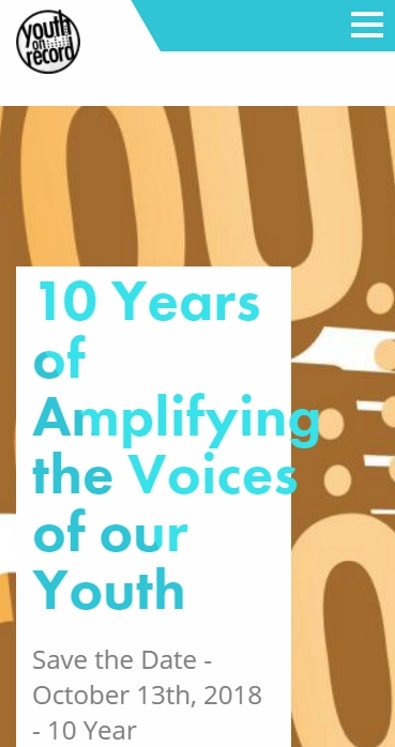 youth
on
record
10 Years
of
Amplifying
the Voices
of our
Youth
Save the Date -
October 13th, 2018
- 10 Year